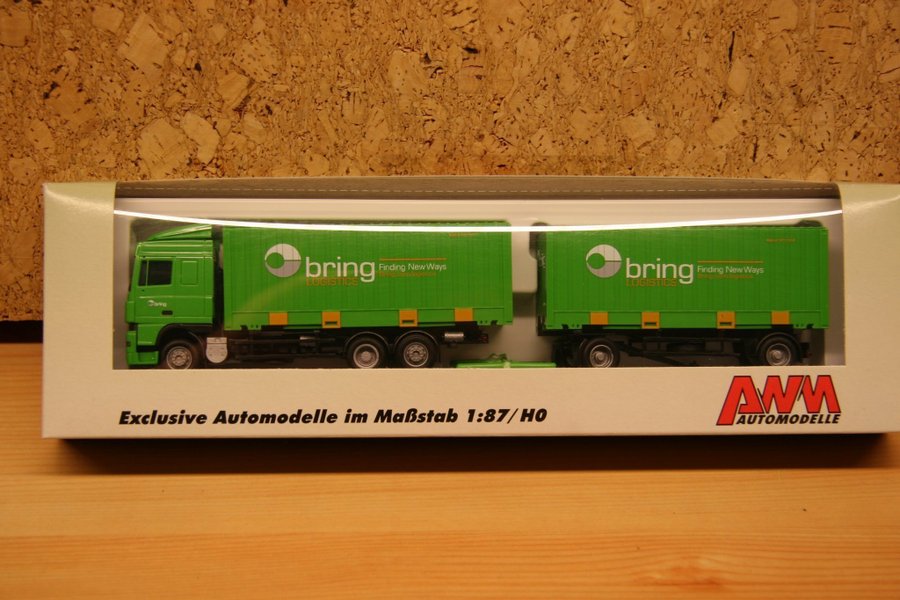 bring
LOGISTICS
Finding New Ways
bring
bring
LOGISTICS
Finding New Ways
Exclusive Automodelle im Maßstab 1:87/H0
AWM
AUTOMODELLE